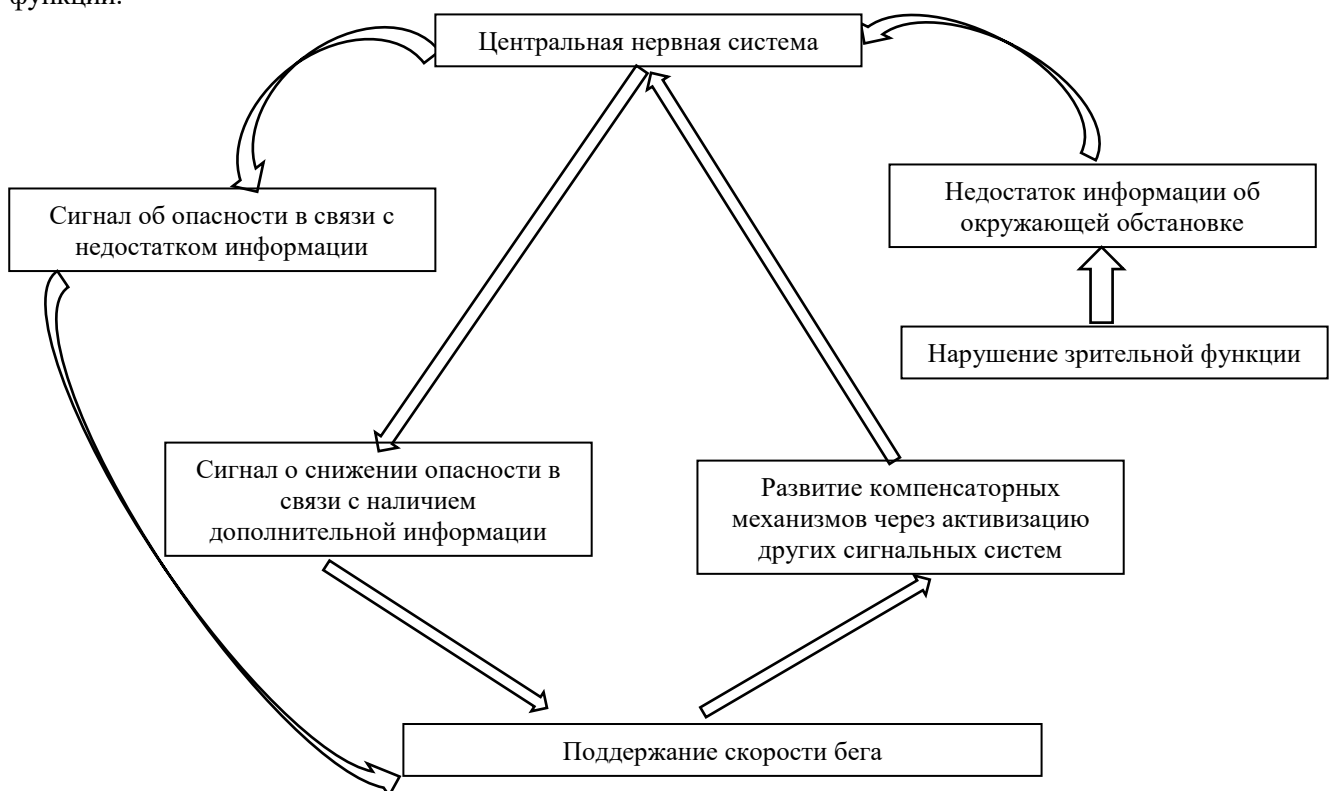 функции.
Центральная нервная система
Сигнал об опасности в связи с
недостатком информации
Недостаток информации об
окружающей обстановке
Нарушение зрительной функции
Сигнал о снижении опасности в
связи с наличием
дополнительной информации
Развитие компенсаторных
механизмов через активизацию
других сигнальных систем
Поддержание скорости бега